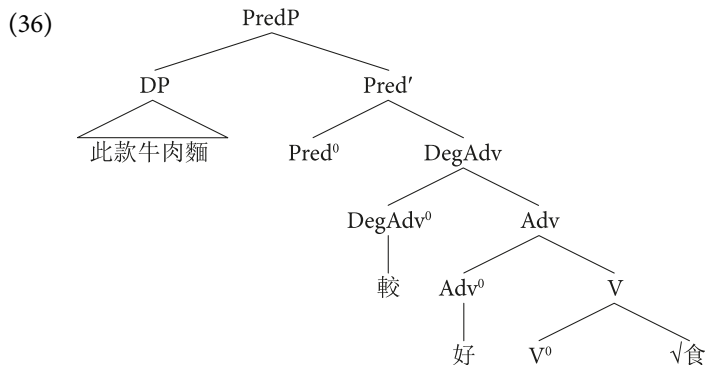 (36) PredP
DP Pred′
此款牛肉麵 Pred⁰ DegAdv
DegAdv⁰ Adv
較 Adv⁰ V
好 V⁰ √食